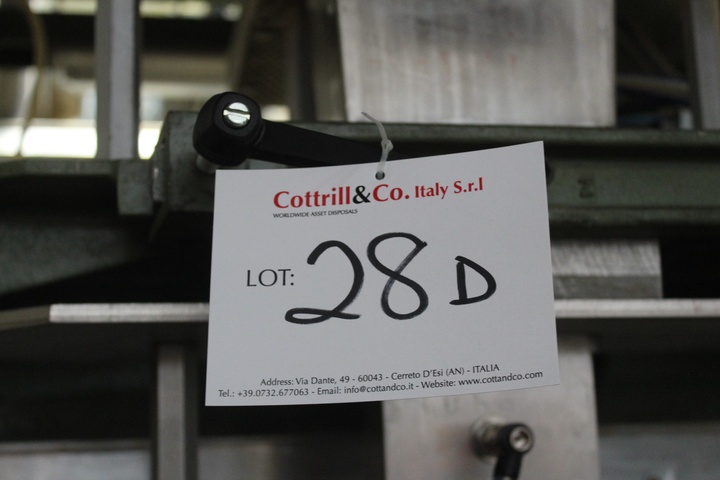 Cottrill&Co. Italy S.r.l
WORLDWIDE ASSET DISPOSALS
LOT: 28 D
Address: Via Dante, 49 - 60043 - Cerreto D'Esi (AN) - ITALIA
Tel.: +39.0732.677063 - Email: info@cottandco.it - Website: www.cottandco.com